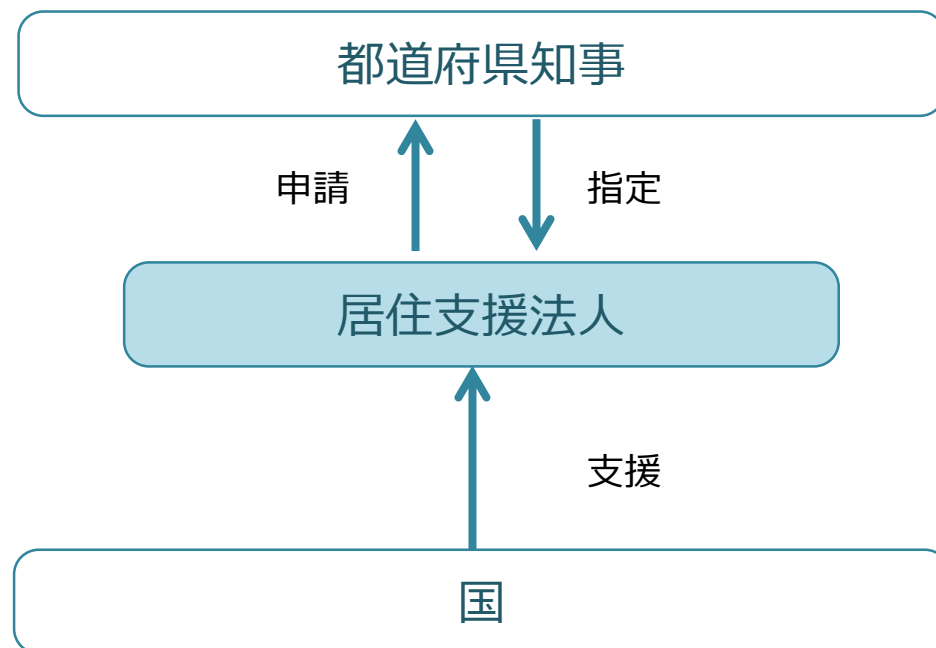 都道府県知事
申請
指定
居住支援法人
支援
国